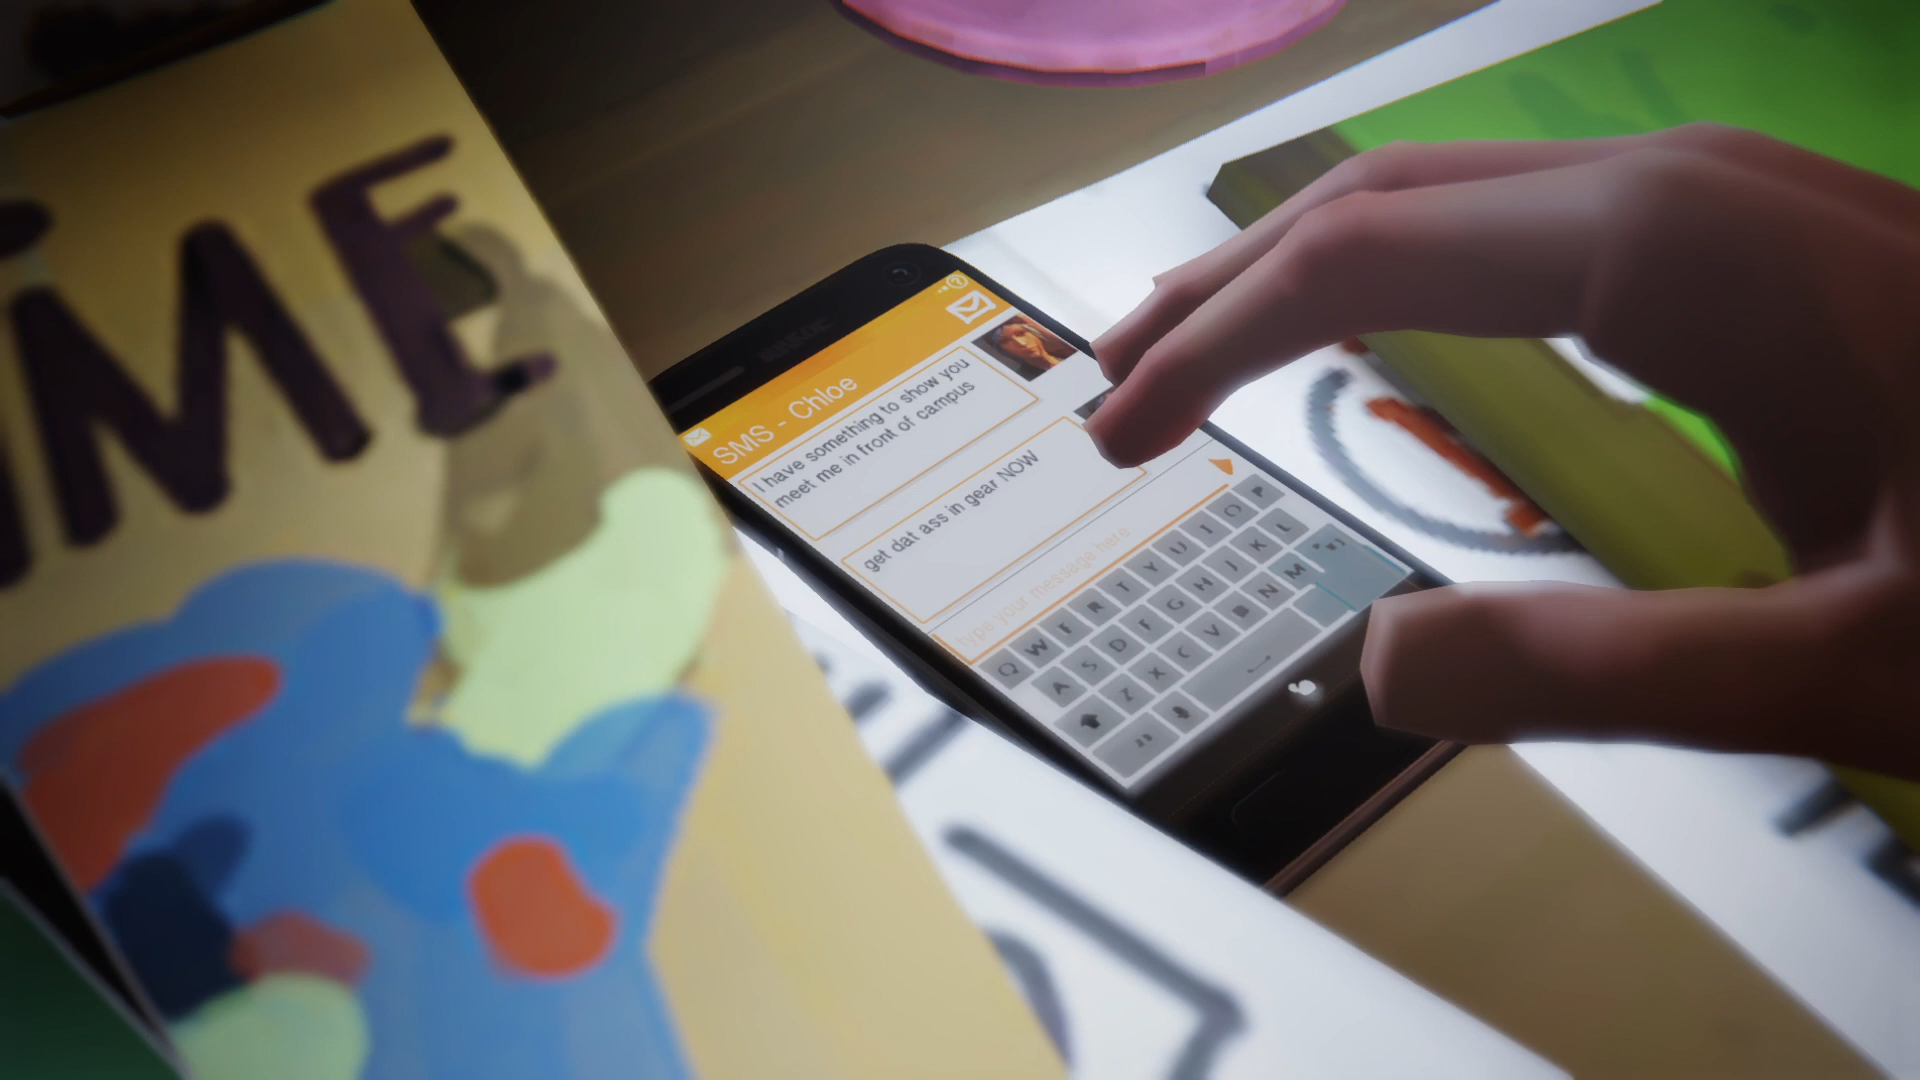 iME
SMS - Chloe
I have something to show you
meet me in front of campus
get dat ass in gear NOW
type your message here
Q W E R T Y U I O P
A S D F G H J K L
Z X C V B N M